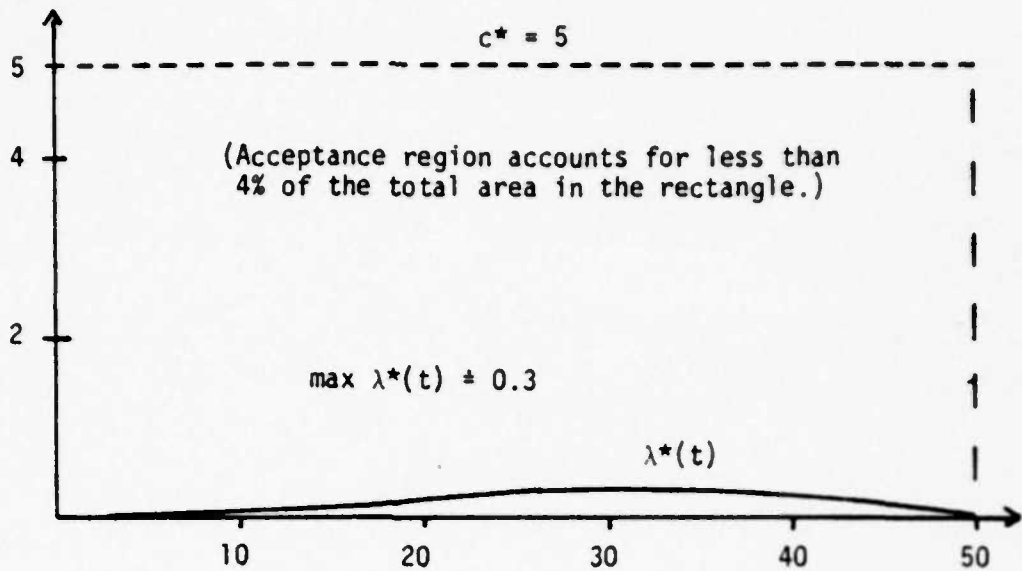 c* = 5
5
4
(Acceptance region accounts for less than
4% of the total area in the rectangle.)
2
max λ*(t) ≐ 0.3
λ*(t)
10 20 30 40 50